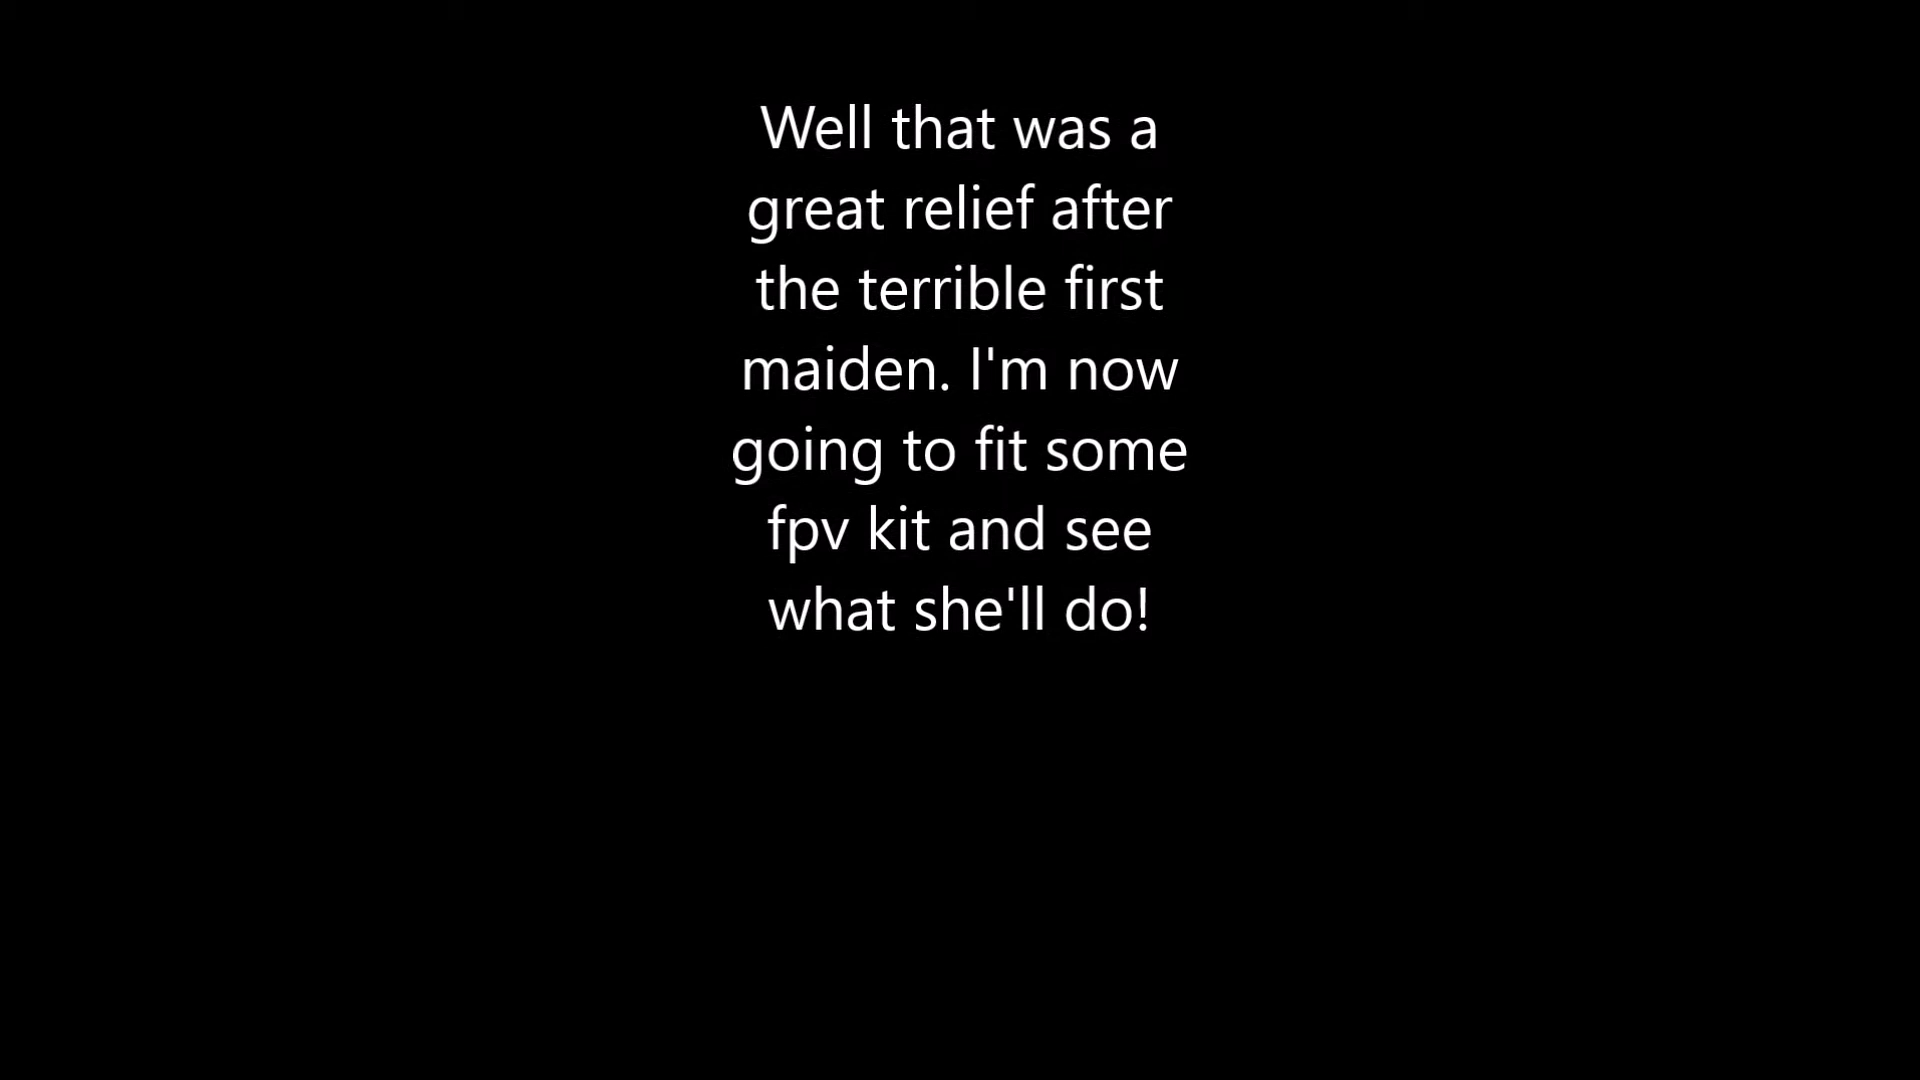 Well that was a
great relief after
the terrible first
maiden. I'm now
going to fit some
fpv kit and see
what she'll do!